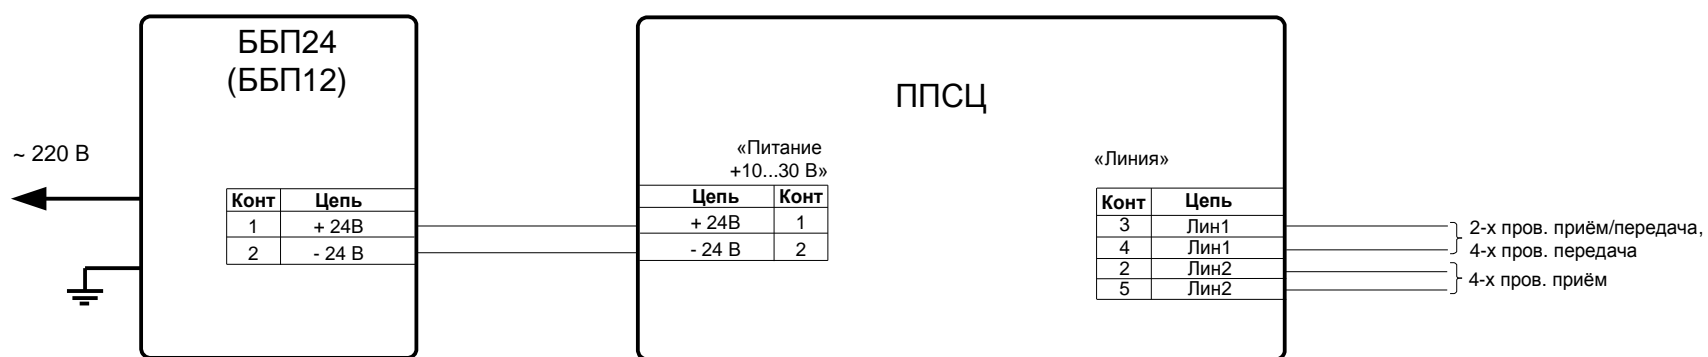 ББП24
(ББП12)
ППСЦ
~ 220 В
«Питание
+10...30 В»
«Линия»
Конт Цепь
1 + 24В
2 - 24 В
Цепь Конт
+ 24В 1
- 24 В 2
Конт Цепь
3 Лин1
4 Лин1
2 Лин2
5 Лин2
2-х пров. приём/передача,
4-х пров. передача
4-х пров. приём